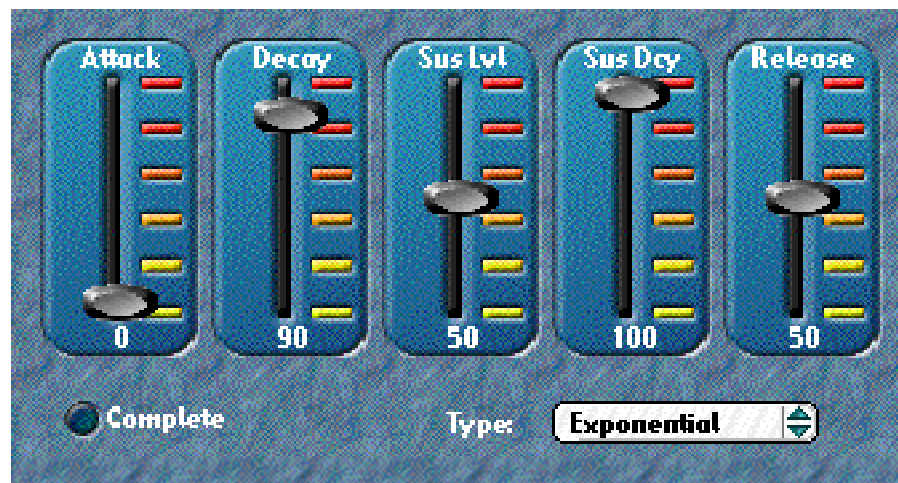 Attack Decay Sus Lvl Sus Dcy Release
0 90 50 100 50
Complete Type: Exponential